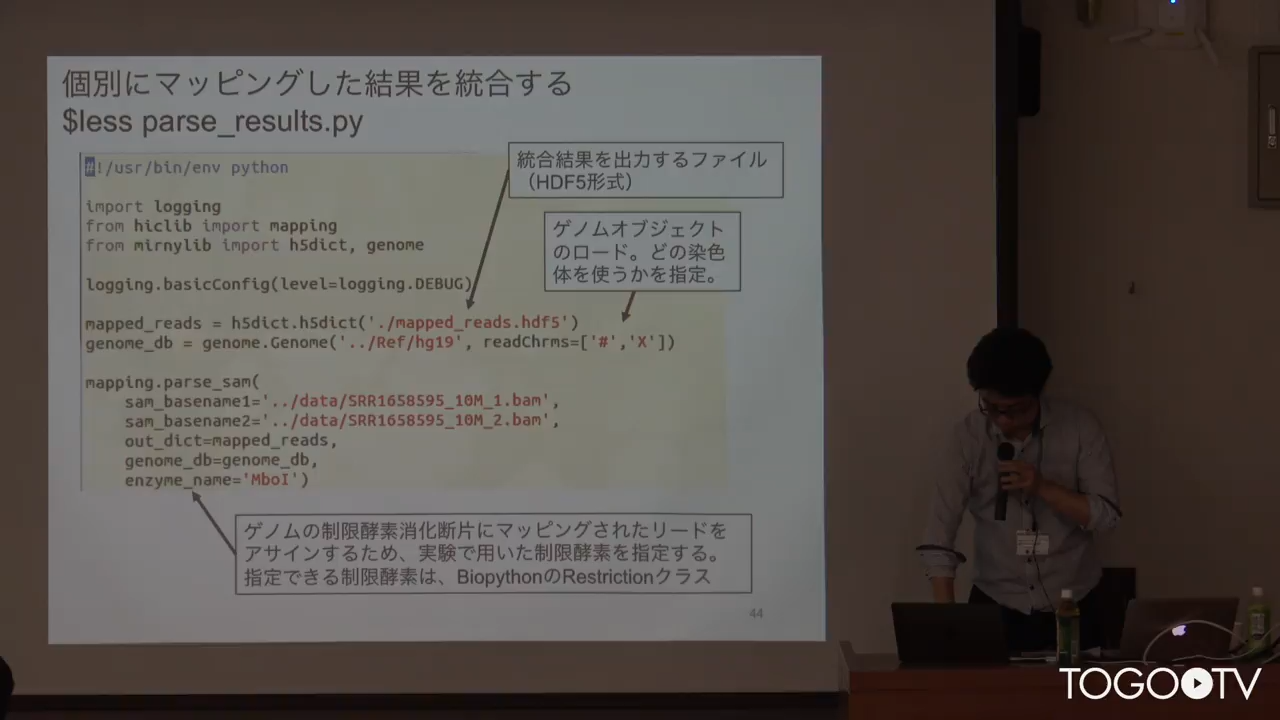 個別にマッピングした結果を統合する
$less parse_results.py
統合結果を出力するファイル
（HDF5形式）
ゲノムオブジェクト
のロード。どの染色
体を使うかを指定。
#!/usr/bin/env python
import logging
from hiclib import mapping
from mirnylib import h5dict, genome
logging.basicConfig(level=logging.DEBUG)
mapped_reads = h5dict.h5dict('./mapped_reads.hdf5')
genome_db = genome.Genome('../Ref/hg19', readChrms=['#','X'])
mapping.parse_sam(
sam_basename1='../data/SRR1658595_10M_1.bam',
sam_basename2='../data/SRR1658595_10M_2.bam',
out_dict=mapped_reads,
genome_db=genome_db,
enzyme_name='MboI')
ゲノムの制限酵素消化断片にマッピングされたリードを
アサインするため、実験で用いた制限酵素を指定する。
指定できる制限酵素は、BiopythonのRestrictionクラス
44
TOGOTV